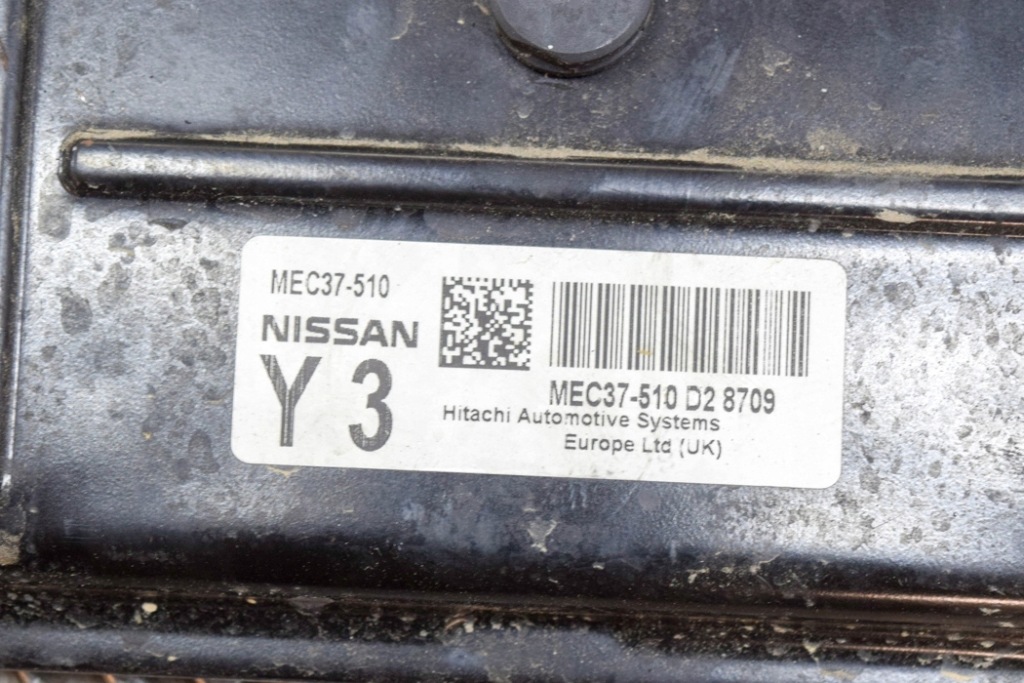 MEC37-510
NISSAN
Y 3
MEC37-510 D2 8709
Hitachi Automotive Systems
Europe Ltd (UK)